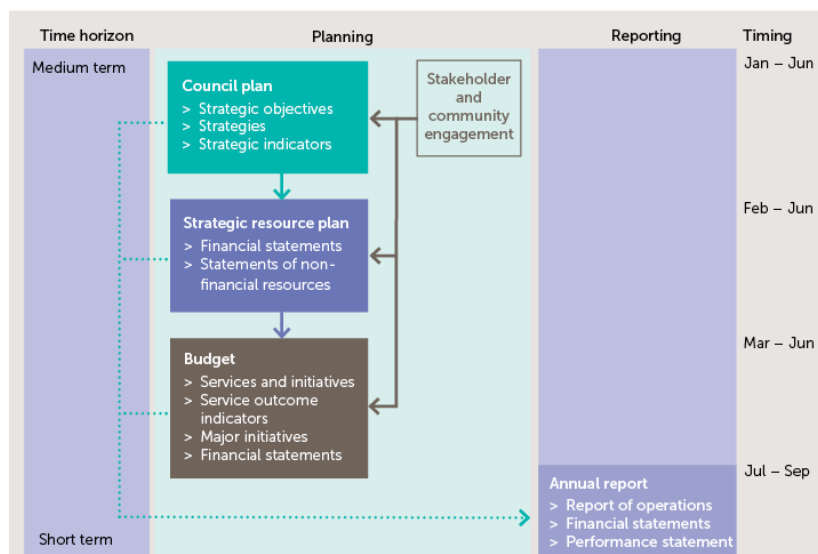 Time horizon
Planning
Reporting
Timing
Medium term
Council plan
> Strategic objectives
> Strategies
> Strategic indicators
Stakeholder
and
community
engagement
Jan – Jun
Strategic resource plan
> Financial statements
> Statements of non-
financial resources
Feb – Jun
Budget
> Services and initiatives
> Service outcome
indicators
> Major initiatives
> Financial statements
Mar – Jun
Annual report
> Report of operations
> Financial statements
> Performance statement
Jul – Sep
Short term